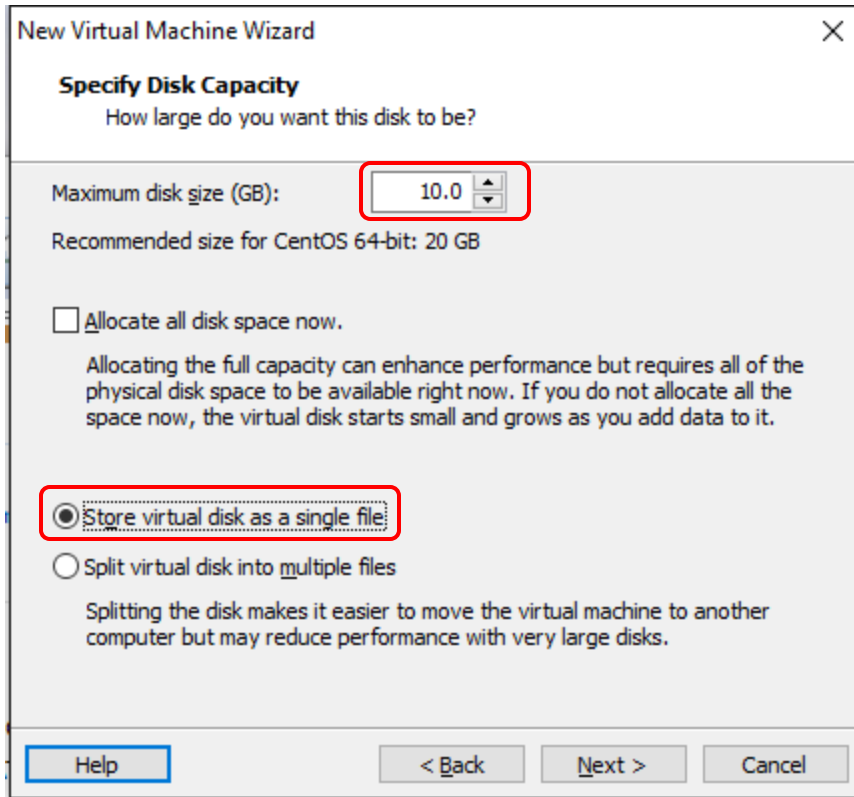 New Virtual Machine Wizard
Specify Disk Capacity
How large do you want this disk to be?
Maximum disk size (GB): 10.0
Recommended size for CentOS 64-bit: 20 GB
Allocate all disk space now.
Allocating the full capacity can enhance performance but requires all of the
physical disk space to be available right now. If you do not allocate all the
space now, the virtual disk starts small and grows as you add data to it.
Store virtual disk as a single file
Split virtual disk into multiple files
Splitting the disk makes it easier to move the virtual machine to another
computer but may reduce performance with very large disks.
Help < Back Next > Cancel